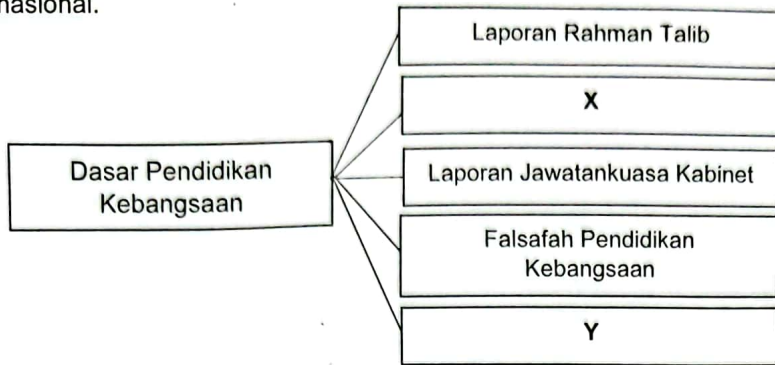 nasional.
Laporan Rahman Talib
X
Dasar Pendidikan
Kebangsaan
Laporan Jawatankuasa Kabinet
Falsafah Pendidikan
Kebangsaan
Y